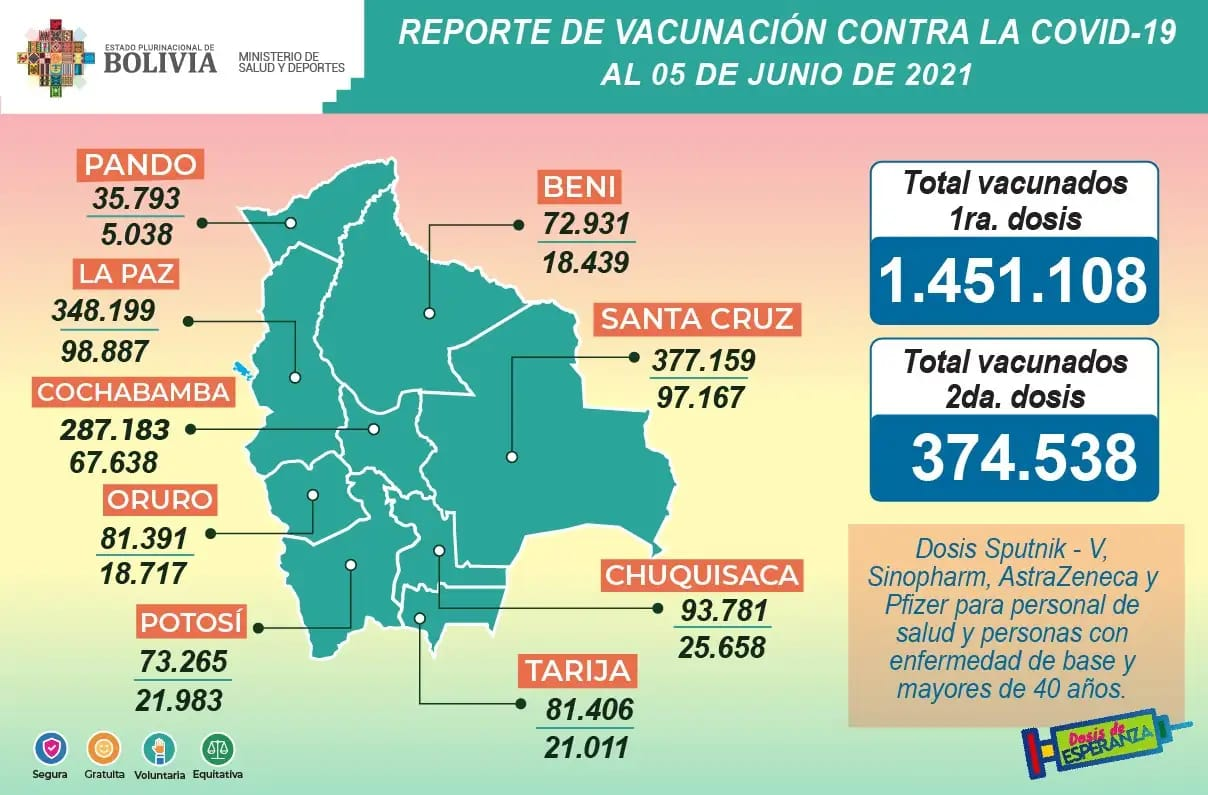 ESTADO PLURINACIONAL DE
BOLIVIA
MINISTERIO DE
SALUD Y DEPORTES
REPORTE DE VACUNACIÓN CONTRA LA COVID-19
AL 05 DE JUNIO DE 2021
PANDO
35.793
5.038
LA PAZ
348.199
98.887
COCHABAMBA
287.183
67.638
ORURO
81.391
18.717
POTOSÍ
73.265
21.983
BENI
72.931
18.439
SANTA CRUZ
377.159
97.167
CHUQUISACA
93.781
25.658
TARIJA
81.406
21.011
Total vacunados
1ra. dosis
1.451.108
Total vacunados
2da. dosis
374.538
Dosis Sputnik - V,
Sinopharm, AstraZeneca y
Pfizer para personal de
salud y personas con
enfermedad de base y
mayores de 40 años.
Dosis de
ESPERANZA
Segura
Gratuita
Voluntaria
Equitativa